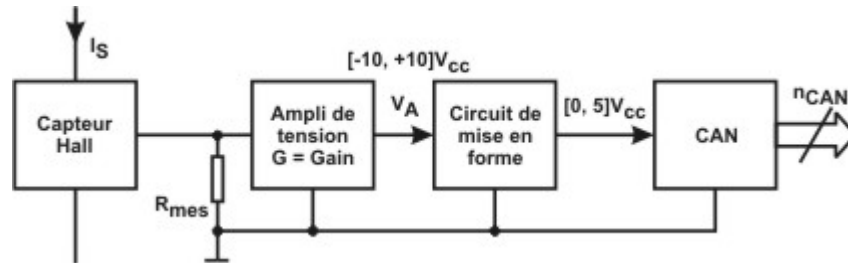 I_S
[-10, +10]V_cc
Capteur
Hall
R_mes
Ampli de
tension
G = Gain
V_A
Circuit de
mise en
forme
[0, 5]V_cc
CAN
n_CAN